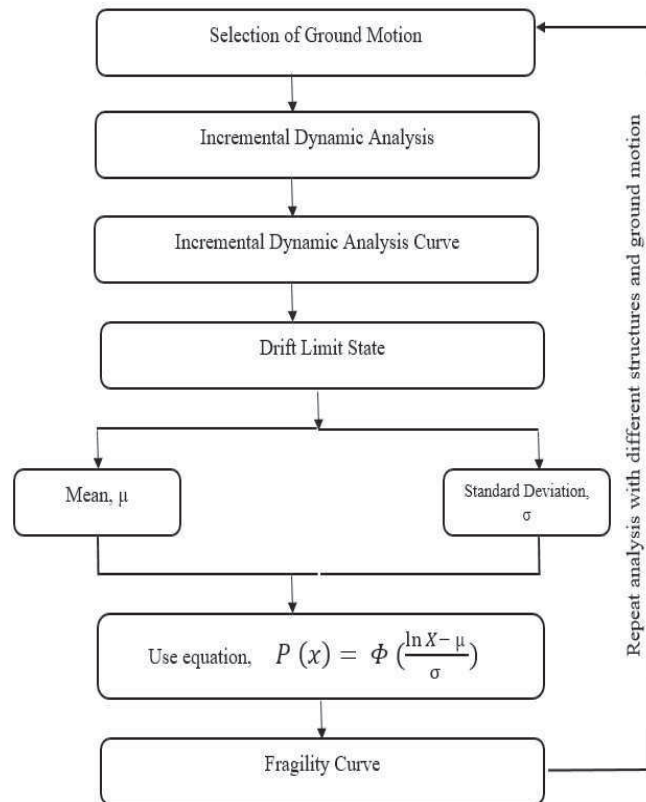 Selection of Ground Motion
Incremental Dynamic Analysis
Incremental Dynamic Analysis Curve
Drift Limit State
Mean, μ
Standard Deviation,
σ
Use equation, P (x) = Φ (ln X − μ / σ)
Fragility Curve
Repeat analysis with different structures and ground motion